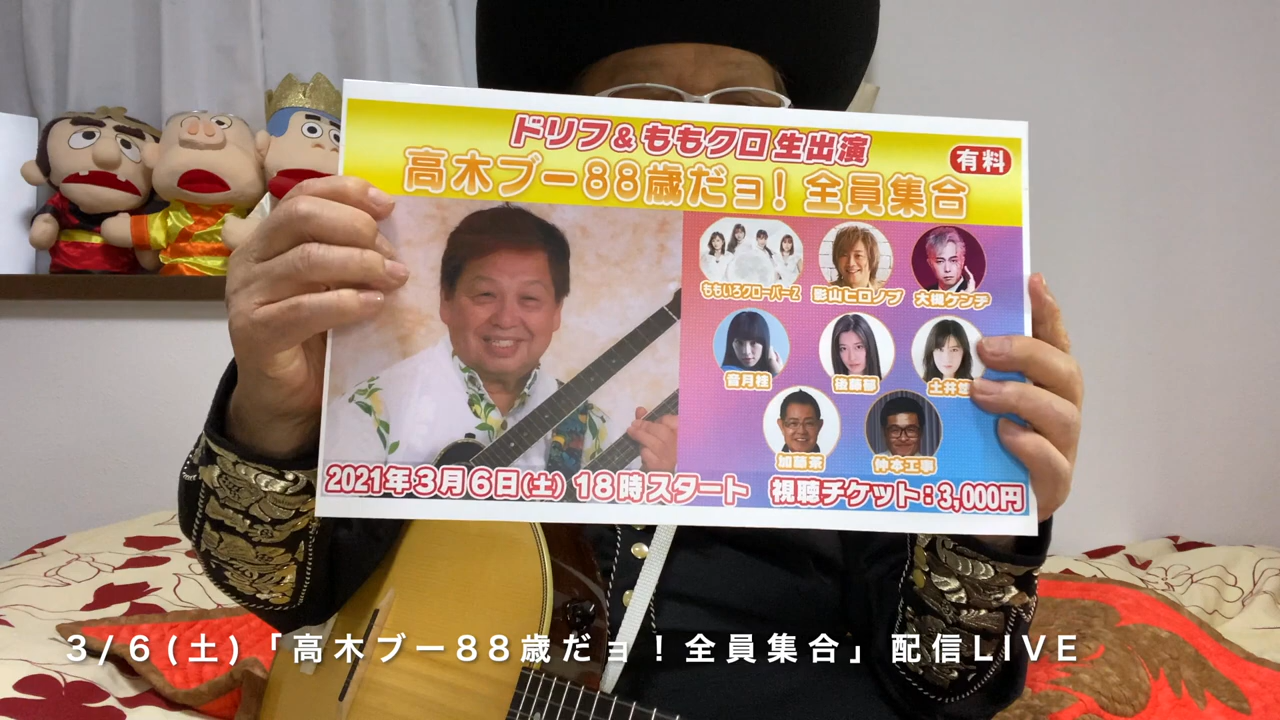 ドリフ&ももクロ生出演
有料
高木ブー88歳だョ!全員集合
ももいろクローバーZ
影山ヒロノブ
大槻ケンヂ
音月桂
後藤郁
土井
加藤茶
仲本工事
2021年3月6日(土)18時スタート
視聴チケット:3,000円
3/6(土)「高木ブー88歳だョ!全員集合」配信LIVE